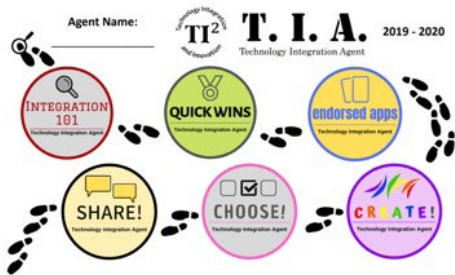 Agent Name:
Technology Integration
TI2
and Innovation
T. I. A.
Technology Integration Agent
2019 - 2020
INTEGRATION
101
Technology Integration Agent
QUICK WINS
Technology Integration Agent
endorsed apps
Technology Integration Agent
SHARE!
Technology Integration Agent
CHOOSE!
Technology Integration Agent
CREATE!
Technology Integration Agent